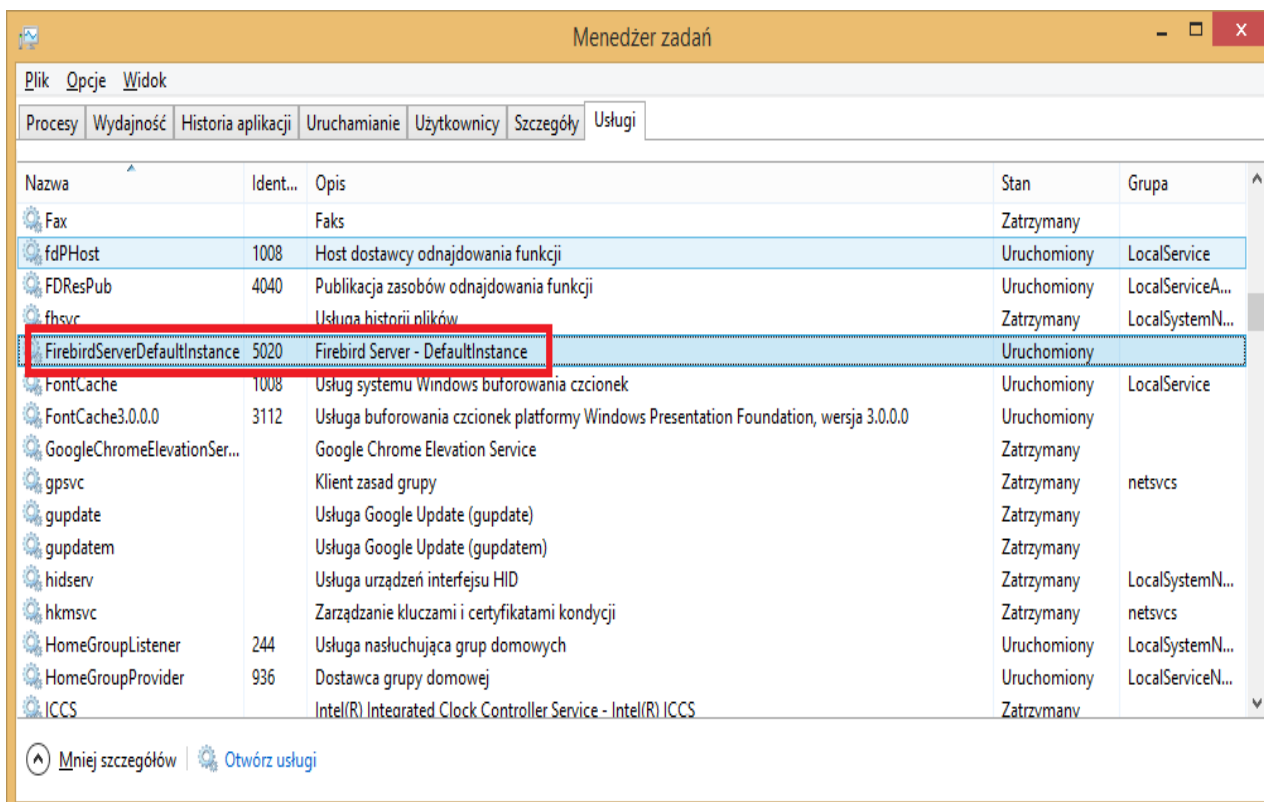 Menedżer zadań
Plik Opcje Widok
Procesy Wydajność Historia aplikacji Uruchamianie Użytkownicy Szczegóły Usługi
Nazwa Ident... Opis Stan Grupa
Fax Faks Zatrzymany
fdPHost 1008 Host dostawcy odnajdowania funkcji Uruchomiony LocalService
FDResPub 4040 Publikacja zasobów odnajdowania funkcji Uruchomiony LocalServiceA...
fhsvc Usługa historii plików Zatrzymany LocalSystemN...
FirebirdServerDefaultInstance 5020 Firebird Server - DefaultInstance Uruchomiony
FontCache 1008 Usług systemu Windows buforowania czcionek Uruchomiony LocalService
FontCache3.0.0.0 3112 Usługa buforowania czcionek platformy Windows Presentation Foundation, wersja 3.0.0.0 Uruchomiony
GoogleChromeElevationSer... Google Chrome Elevation Service Zatrzymany
gpsvc Klient zasad grupy Zatrzymany netsvcs
gupdate Usługa Google Update (gupdate) Zatrzymany
gupdatem Usługa Google Update (gupdatem) Zatrzymany
hidserv Usługa urządzeń interfejsu HID Zatrzymany LocalSystemN...
hkmsvc Zarządzanie kluczami i certyfikatami kondycji Zatrzymany netsvcs
HomeGroupListener 244 Usługa nasłuchująca grup domowych Uruchomiony LocalSystemN...
HomeGroupProvider 936 Dostawca grupy domowej Uruchomiony LocalServiceN...
ICCS Intel(R) Integrated Clock Controller Service - Intel(R) ICCS Zatrzymany
Mniej szczegółów Otwórz usługi